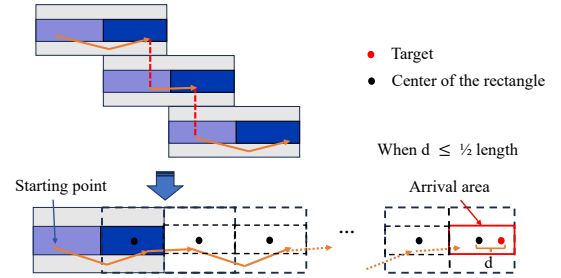 Target
Center of the rectangle
When d ≤ ½ length
Starting point
Arrival area
...
d